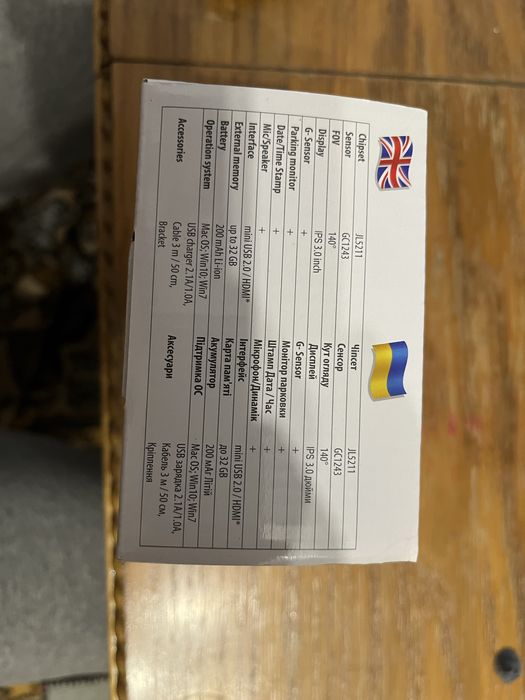 Chipset JL5211
Sensor GC1243
FOV 140°
Display IPS 3.0 inch
G- Sensor +
Parking monitor +
Date/Time Stamp +
Mic/Speaker +
Interface mini USB 2.0 / HDMI*
External memory up to 32 GB
Battery 200 mAh Li-ion
Operation system Mac OS; Win10; Win7
Accessories USB charger 2.1A/1.0A,
Cable 3 m / 50 cm,
Bracket
Чіпсет JL5211
Сенсор GC1243
Кут огляду 140°
Дисплей IPS 3.0 дюйми
G- Sensor +
Монітор парковки +
Штамп Дата / Час +
Мікрофон/Динамік +
Інтерфейс mini USB 2.0 / HDMI*
Карта пам'яті до 32 GB
Акумулятор 200 мАг Літій
Підтримка ОС Mac OS; Win10; Win7
Аксесуари USB зарядка 2.1A/1.0A,
Кабель 3 м / 50 см,
Кріплення